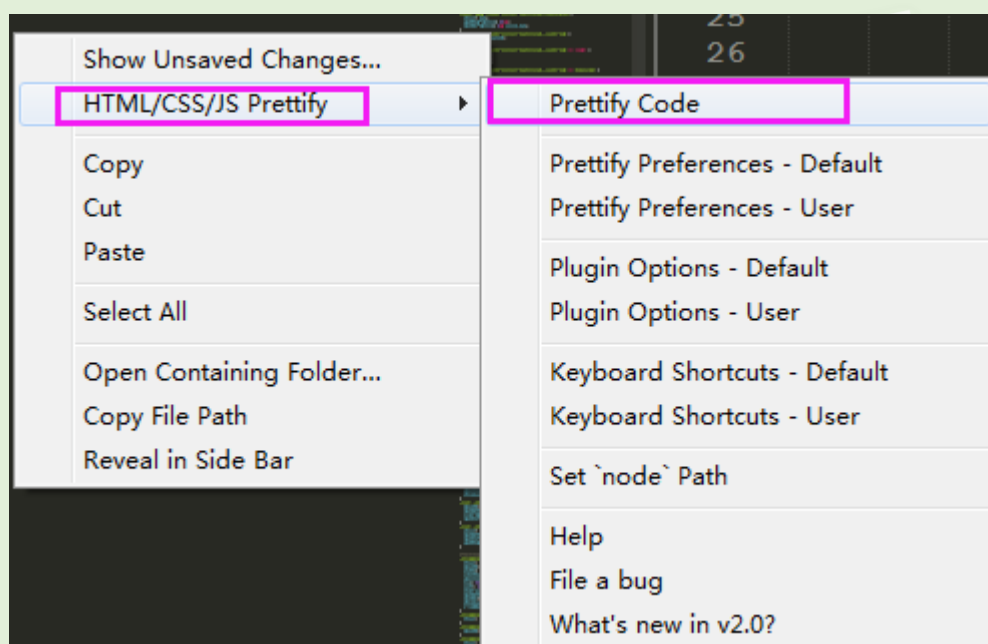 25
26
Show Unsaved Changes...
HTML/CSS/JS Prettify
Copy
Cut
Paste
Select All
Open Containing Folder...
Copy File Path
Reveal in Side Bar
Prettify Code
Prettify Preferences - Default
Prettify Preferences - User
Plugin Options - Default
Plugin Options - User
Keyboard Shortcuts - Default
Keyboard Shortcuts - User
Set `node` Path
Help
File a bug
What's new in v2.0?